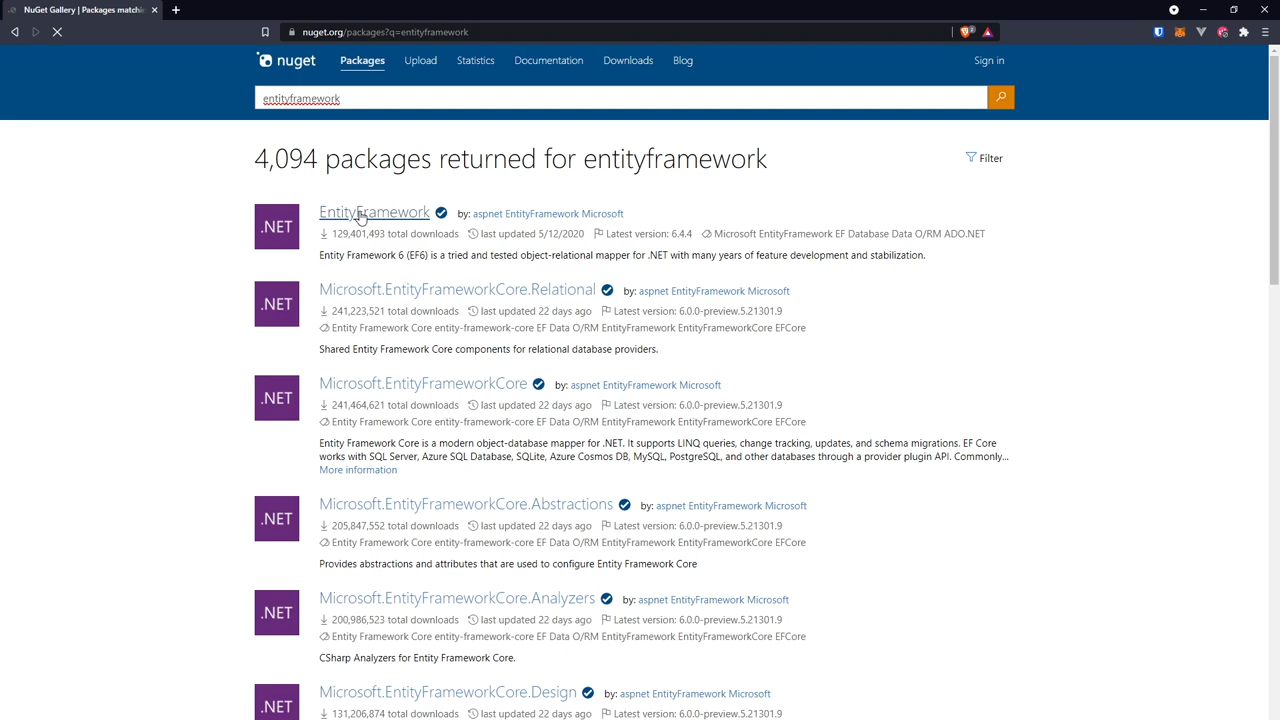 NuGet Gallery | Packages matchin
nuget.org/packages?q=entityframework
nuget Packages Upload Statistics Documentation Downloads Blog Sign in
entityframework
4,094 packages returned for entityframework
Filter
.NET
EntityFramework by: aspnet EntityFramework Microsoft
129,401,493 total downloads last updated 5/12/2020 Latest version: 6.4.4 Microsoft EntityFramework EF Database Data O/RM ADO.NET
Entity Framework 6 (EF6) is a tried and tested object-relational mapper for .NET with many years of feature development and stabilization.
.NET
Microsoft.EntityFrameworkCore.Relational by: aspnet EntityFramework Microsoft
241,223,521 total downloads last updated 22 days ago Latest version: 6.0.0-preview.5.21301.9
Entity Framework Core entity-framework-core EF Data O/RM EntityFramework EntityFrameworkCore EFCore
Shared Entity Framework Core components for relational database providers.
.NET
Microsoft.EntityFrameworkCore by: aspnet EntityFramework Microsoft
241,464,621 total downloads last updated 22 days ago Latest version: 6.0.0-preview.5.21301.9
Entity Framework Core entity-framework-core EF Data O/RM EntityFramework EntityFrameworkCore EFCore
Entity Framework Core is a modern object-database mapper for .NET. It supports LINQ queries, change tracking, updates, and schema migrations. EF Core
works with SQL Server, Azure SQL Database, SQLite, Azure Cosmos DB, MySQL, PostgreSQL, and other databases through a provider plugin API. Commonly...
More information
.NET
Microsoft.EntityFrameworkCore.Abstractions by: aspnet EntityFramework Microsoft
205,847,552 total downloads last updated 22 days ago Latest version: 6.0.0-preview.5.21301.9
Entity Framework Core entity-framework-core EF Data O/RM EntityFramework EntityFrameworkCore EFCore
Provides abstractions and attributes that are used to configure Entity Framework Core
.NET
Microsoft.EntityFrameworkCore.Analyzers by: aspnet EntityFramework Microsoft
200,986,523 total downloads last updated 22 days ago Latest version: 6.0.0-preview.5.21301.9
Entity Framework Core entity-framework-core EF Data O/RM EntityFramework EntityFrameworkCore EFCore
CSharp Analyzers for Entity Framework Core.
.NET
Microsoft.EntityFrameworkCore.Design by: aspnet EntityFramework Microsoft
131,206,874 total downloads last updated 22 days ago Latest version: 6.0.0-preview.5.21301.9